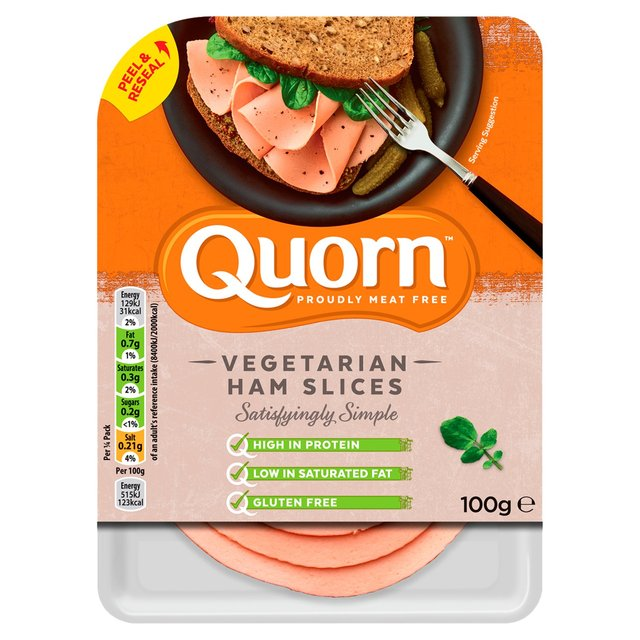 PEEL &
RESEAL
Serving Suggestion
Quorn™
PROUDLY MEAT FREE
VEGETARIAN
HAM SLICES
Satisfyingly Simple
HIGH IN PROTEIN
LOW IN SATURATED FAT
GLUTEN FREE
100g ℮
Per ¼ Pack
Energy
129kJ
31kcal
2%
Fat
0.7g
1%
Saturates
0.3g
2%
Sugars
0.2g
<1%
Salt
0.21g
4%
of an adult's reference intake (8400kJ/2000kcal)
Per 100g
Energy
515kJ
123kcal